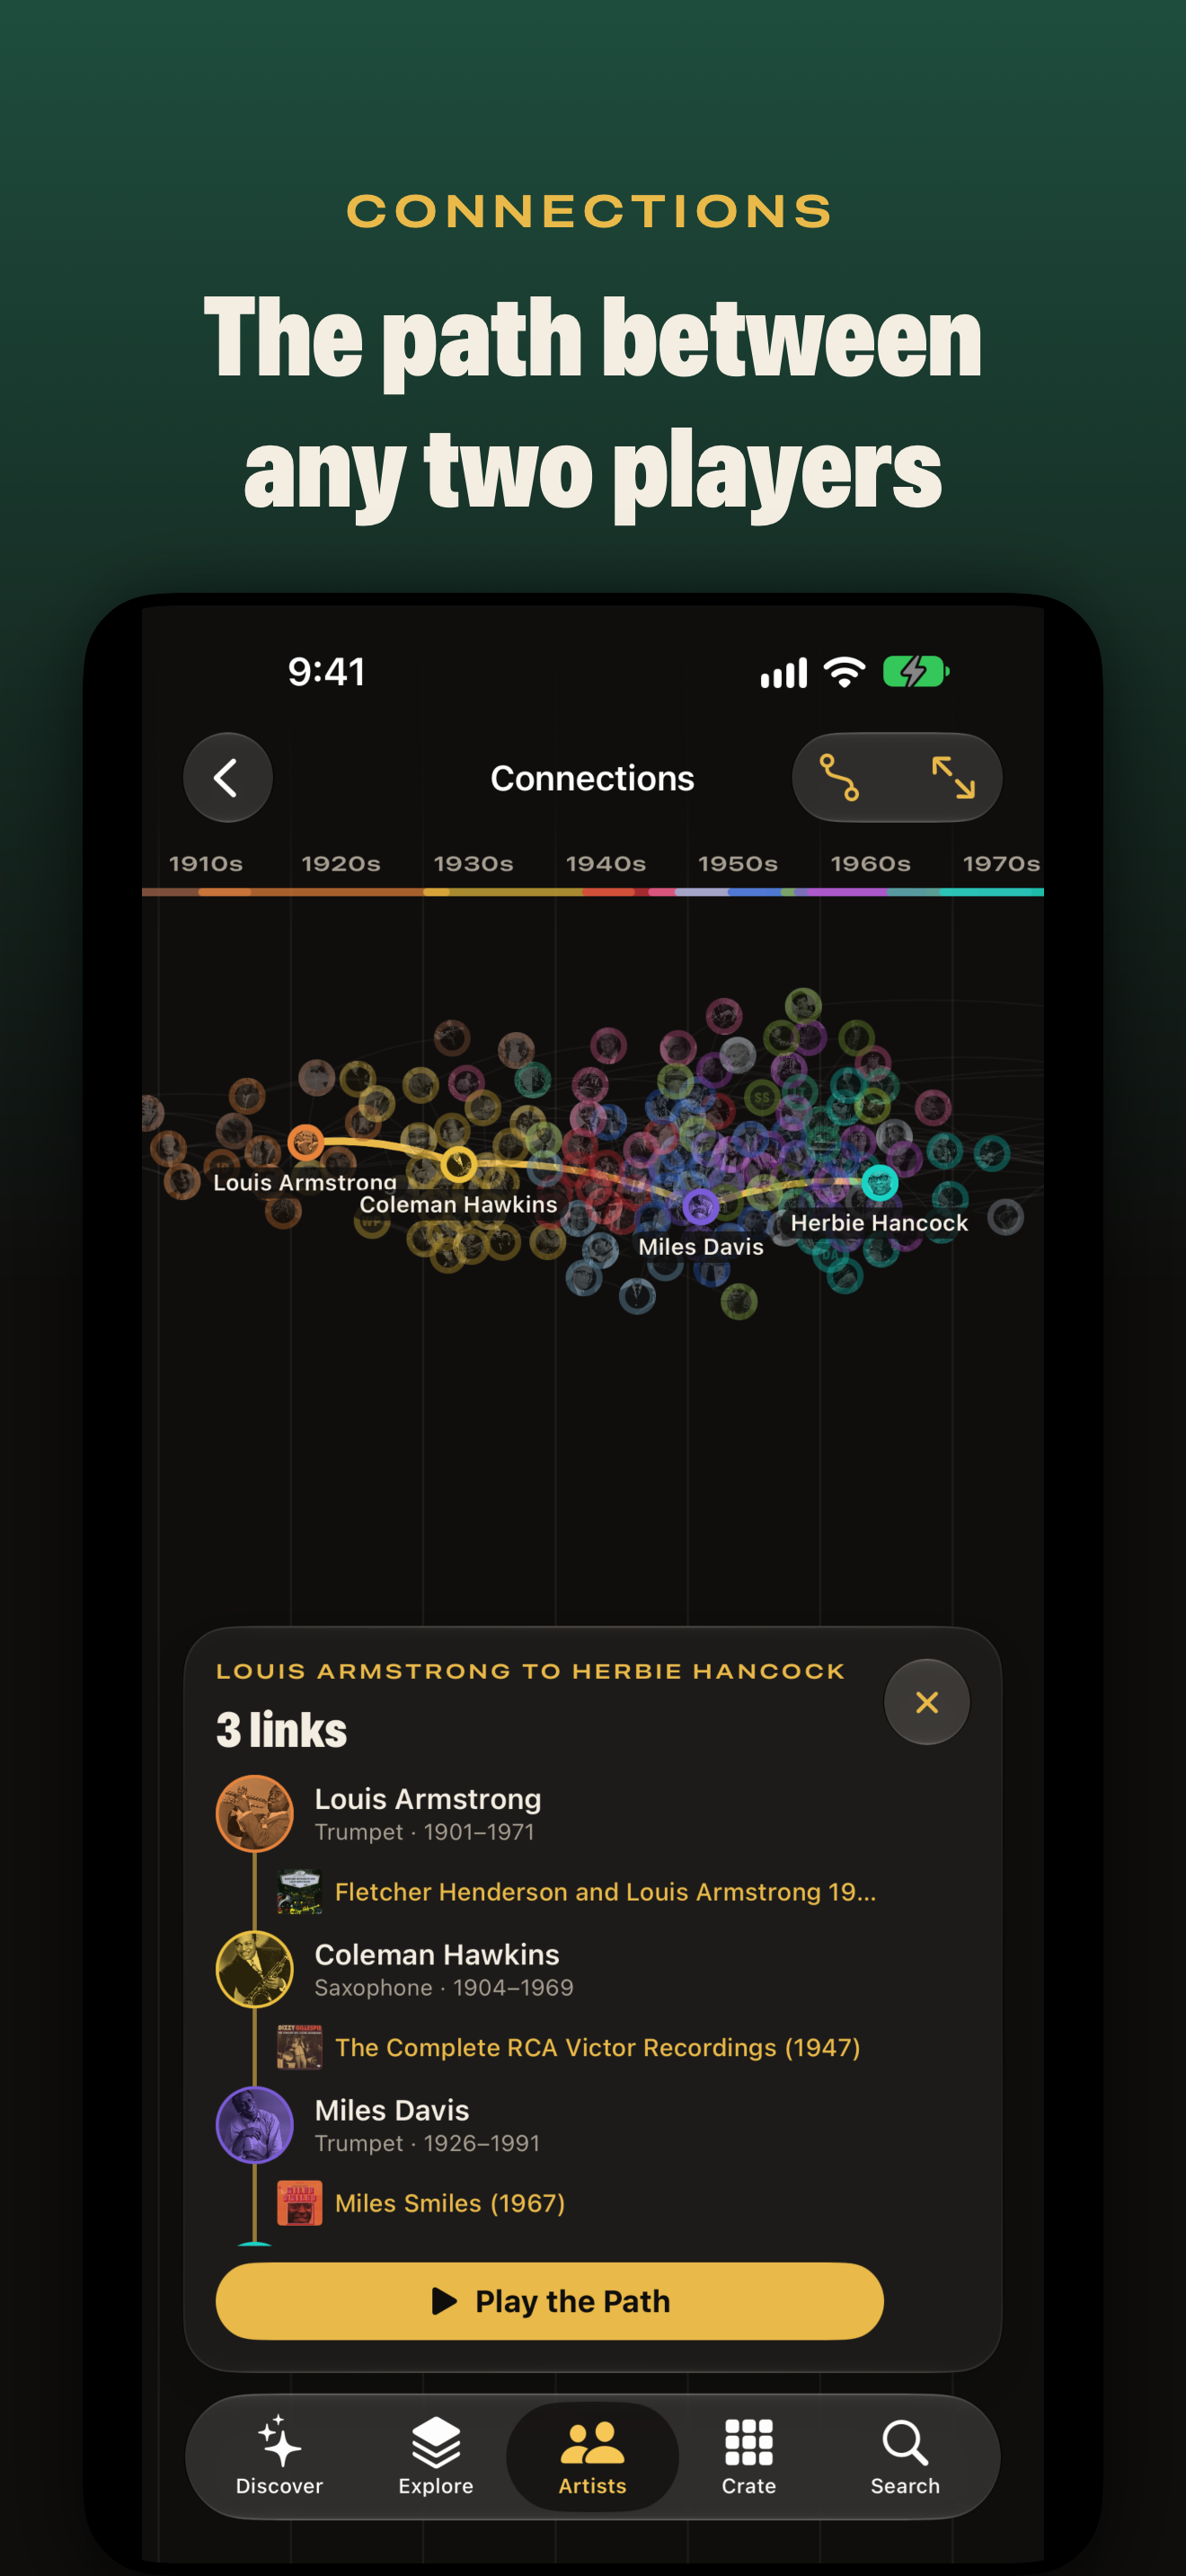 CONNECTIONS
The path between
any two players
9:41
Connections
1910s 1920s 1930s 1940s 1950s 1960s 1970s
SS
Louis Armstrong
Coleman Hawkins
Miles Davis
Herbie Hancock
LOUIS ARMSTRONG TO HERBIE HANCOCK
3 links
Louis Armstrong
Trumpet · 1901–1971
Fletcher Henderson and Louis Armstrong 19...
Coleman Hawkins
Saxophone · 1904–1969
The Complete RCA Victor Recordings (1947)
Miles Davis
Trumpet · 1926–1991
Miles Smiles (1967)
Play the Path
Discover Explore Artists Crate Search